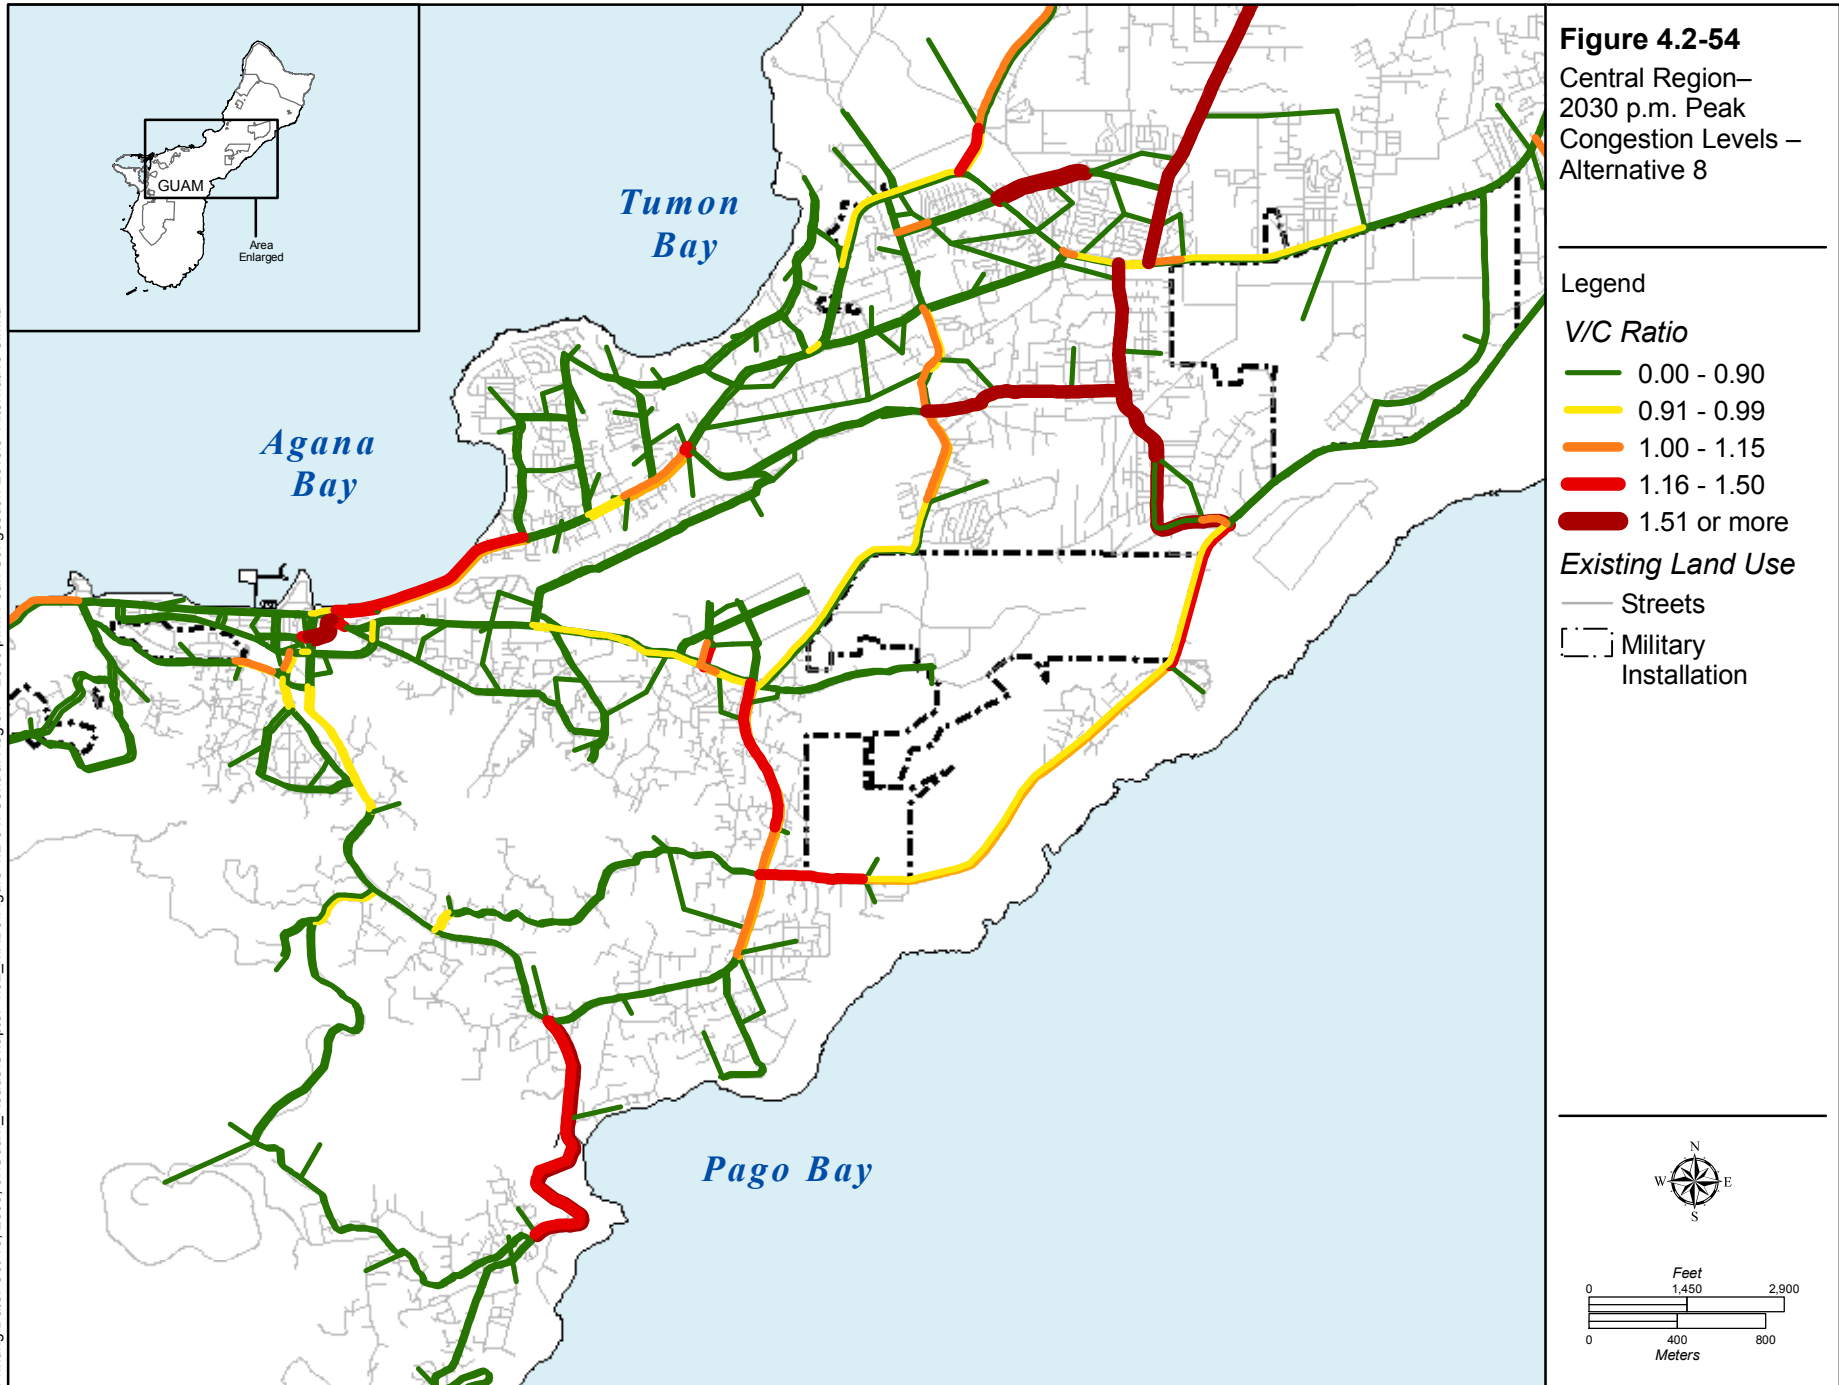 Figure 4.2-54
Central Region–
2030 p.m. Peak
Congestion Levels –
Alternative 8
Legend
V/C Ratio
0.00 - 0.90
0.91 - 0.99
1.00 - 1.15
1.16 - 1.50
1.51 or more
Existing Land Use
Streets
Military
Installation
N
W E
S
Feet
0 1,450 2,900
0 400 800
Meters
GUAM
Area
Enlarged
Tumon
Bay
Agana
Bay
Pago Bay